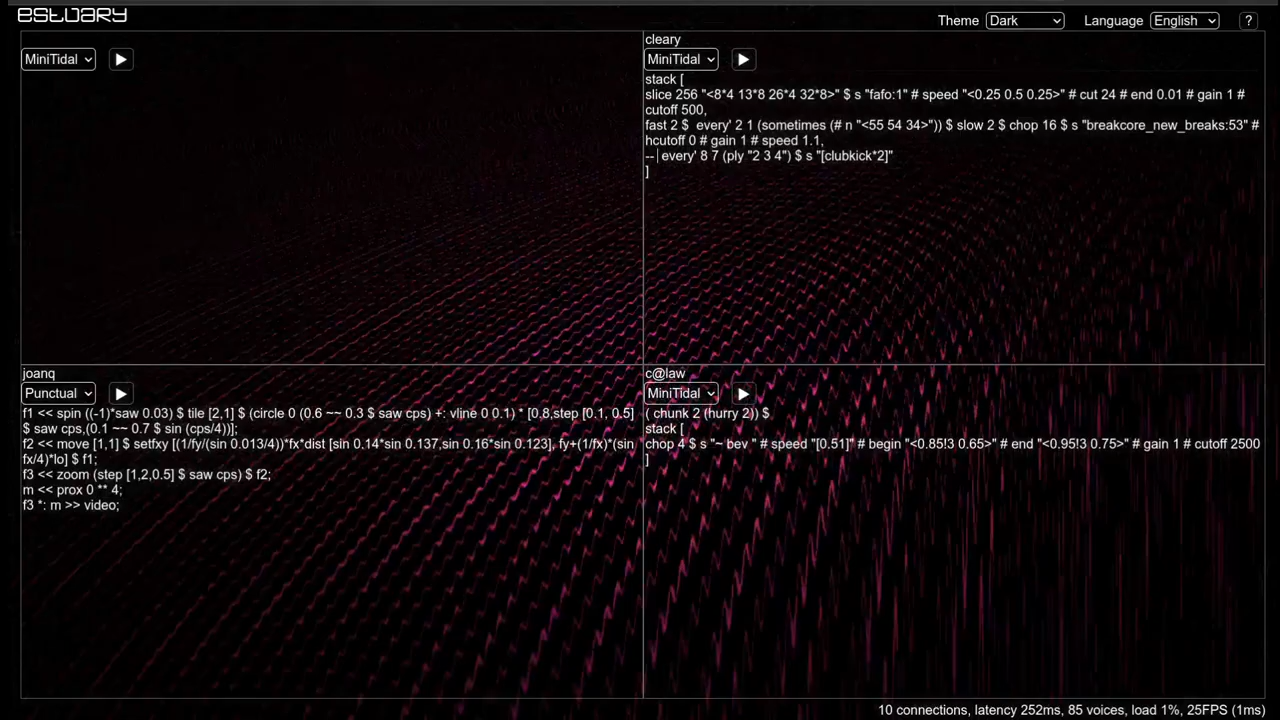 estuary
Theme Dark Language English ?
MiniTidal
cleary
MiniTidal
stack [
slice 256 "<8*4 13*8 26*4 32*8>" $ s "fafo:1" # speed "<0.25 0.5 0.25>" # cut 24 # end 0.01 # gain 1 #
cutoff 500,
fast 2 $  every' 2 1 (sometimes (# n "<55 54 34>")) $ slow 2 $ chop 16 $ s "breakcore_new_breaks:53" #
hcutoff 0 # gain 1 # speed 1.1,
-- every' 8 7 (ply "2 3 4") $ s "[clubkick*2]"
]
joanq
Punctual
f1 << spin ((-1)*saw 0.03) $ tile [2,1] $ (circle 0 (0.6 ~~ 0.3 $ saw cps) +: vline 0 0.1) * [0.8,step [0.1, 0.5]
$ saw cps,(0.1 ~~ 0.7 $ sin (cps/4))];
f2 << move [1,1] $ setfxy [(1/fy/(sin 0.013/4))*fx*dist [sin 0.14*sin 0.137,sin 0.16*sin 0.123], fy+(1/fx)*(sin
fx/4)*lo] $ f1;
f3 << zoom (step [1,2,0.5] $ saw cps) $ f2;
m << prox 0 ** 4;
f3 *: m >> video;
c@law
MiniTidal
( chunk 2 (hurry 2)) $
stack [
chop 4 $ s "~ bev " # speed "[0.51]" # begin "<0.85!3 0.65>" # end "<0.95!3 0.75>" # gain 1 # cutoff 2500
]
10 connections, latency 252ms, 85 voices, load 1%, 25FPS (1ms)